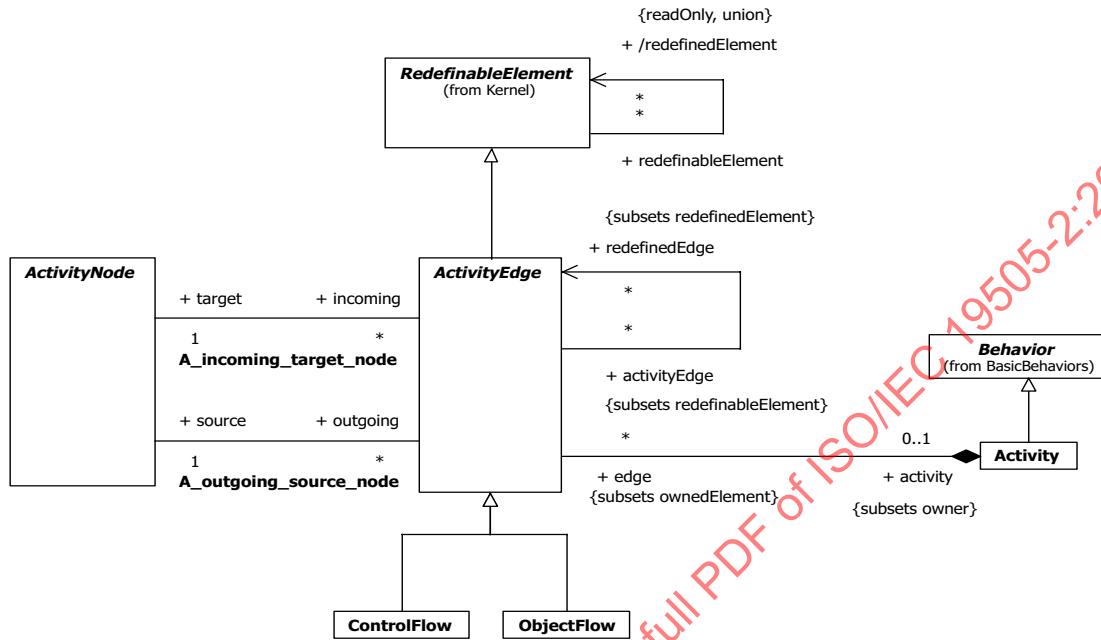 {readOnly, union}
+ /redefinedElement
RedefinableElement
(from Kernel)
*
*
+ redefinableElement
{subsets redefinedElement}
+ redefinedEdge
ActivityNode
ActivityEdge
+ target
+ incoming
*
1
*
A_incoming_target_node
*
Behavior
(from BasicBehaviors)
+ activityEdge
{subsets redefinableElement}
+ source
+ outgoing
*
0..1
Activity
1
*
A_outgoing_source_node
+ edge
{subsets ownedElement}
+ activity
{subsets owner}
ControlFlow
ObjectFlow
full PDF of ISO/IEC 19505-2:2